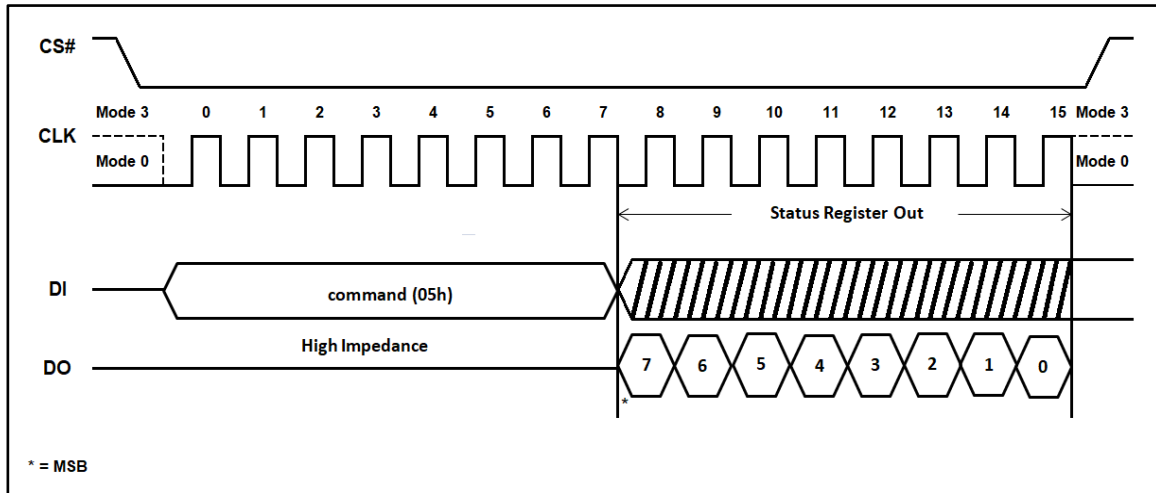 CS#
Mode 3 0 1 2 3 4 5 6 7 8 9 10 11 12 13 14 15 Mode 3
CLK
Mode 0 Mode 0
Status Register Out
DI command (05h)
High Impedance
DO 7 6 5 4 3 2 1 0
*
* = MSB